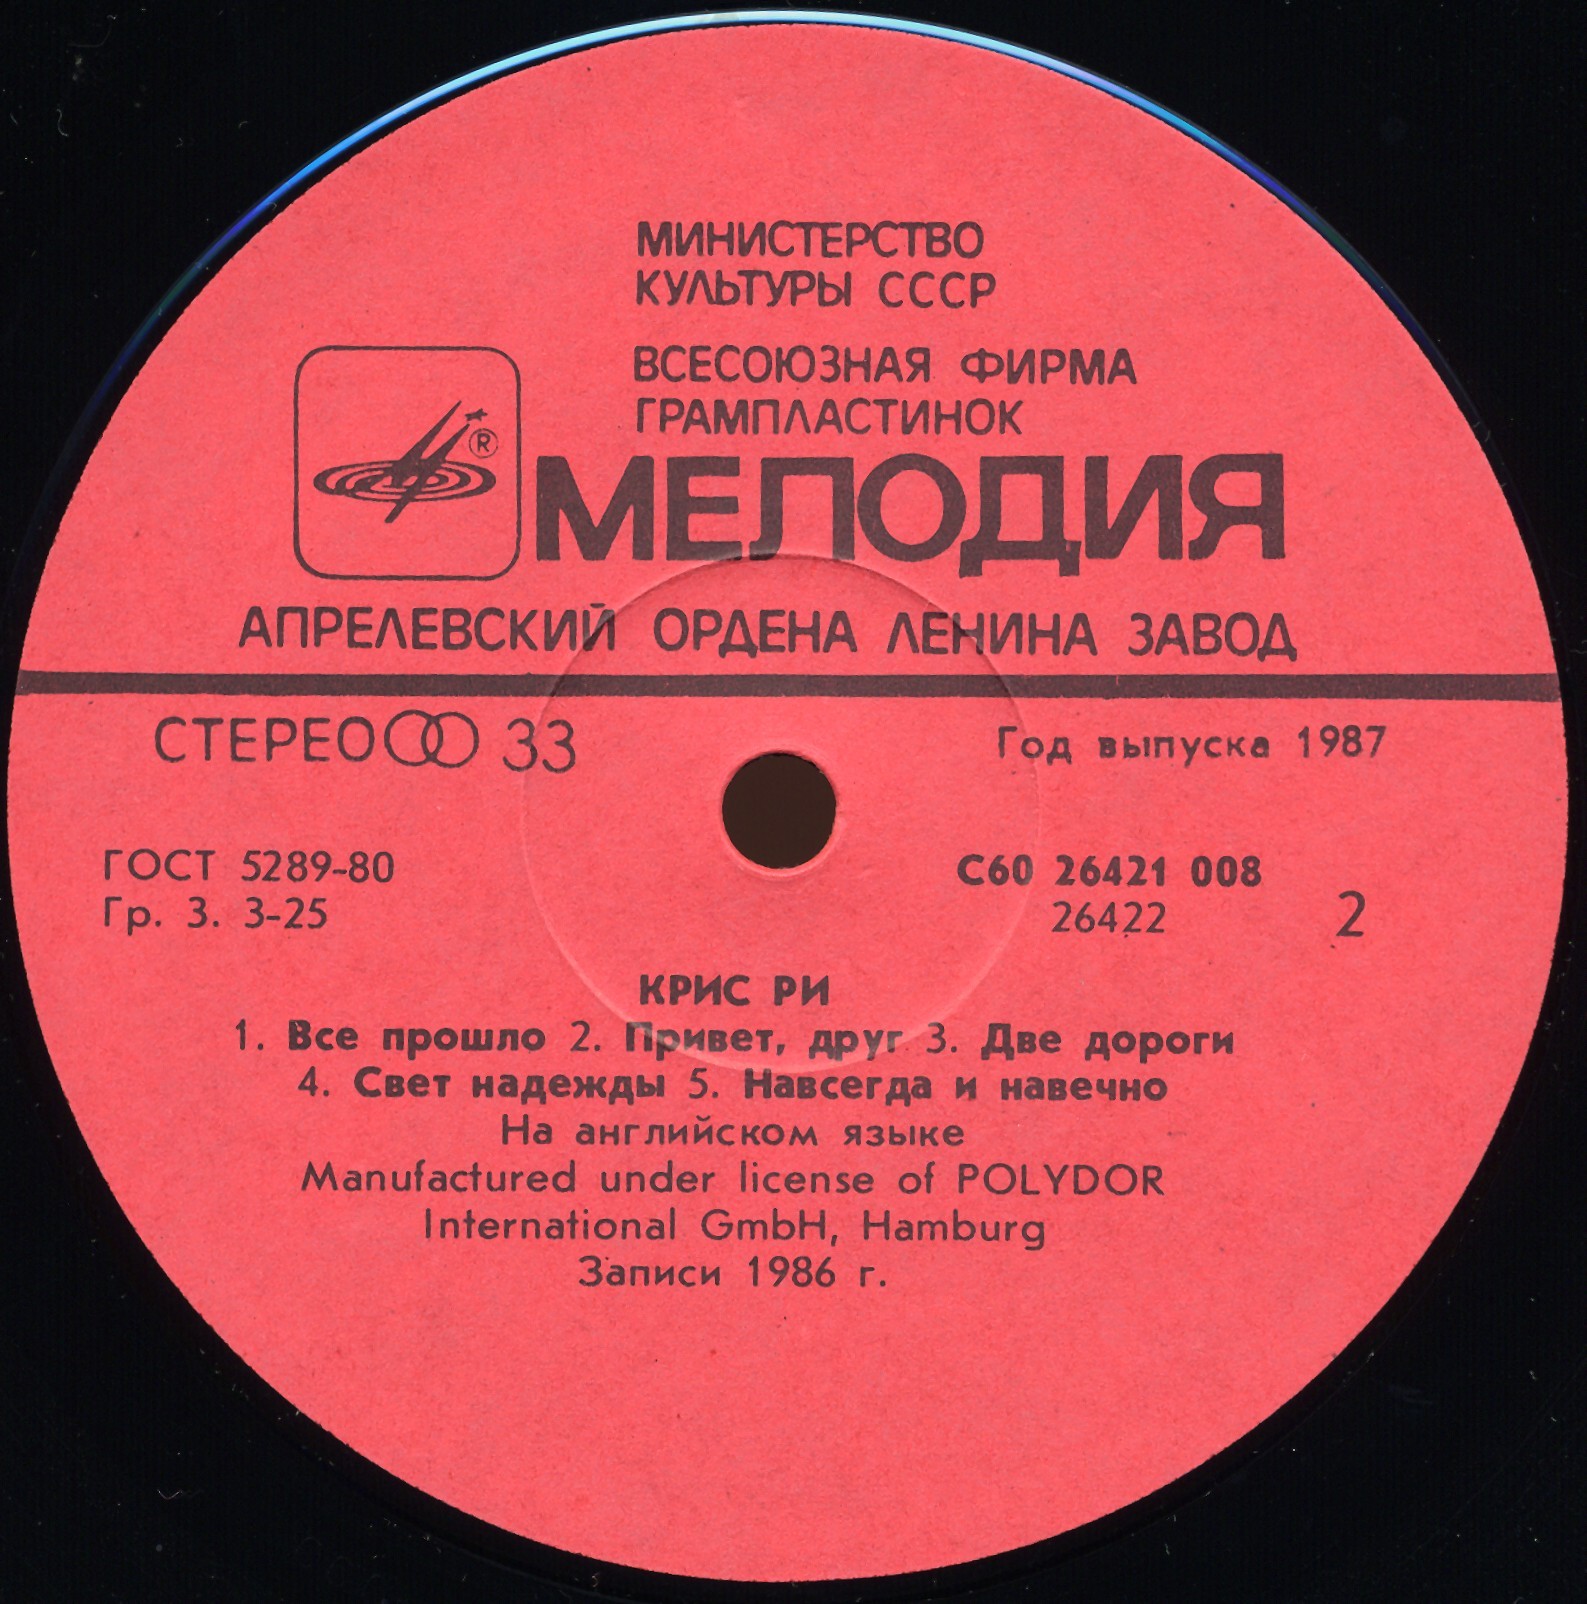 МИНИСТЕРСТВО
КУЛЬТУРЫ СССР
ВСЕСОЮЗНАЯ ФИРМА
ГРАМПЛАСТИНОК
®
МЕЛОДИЯ
АПРЕЛЕВСКИЙ ОРДЕНА ЛЕНИНА ЗАВОД
СТЕРЕО 33
Год выпуска 1987
ГОСТ 5289-80
Гр. 3. 3-25
С60 26421 008
26422
2
КРИС РИ
1. Все прошло 2. Привет, друг 3. Две дороги
4. Свет надежды 5. Навсегда и навечно
На английском языке
Manufactured under license of POLYDOR
International GmbH, Hamburg
Записи 1986 г.